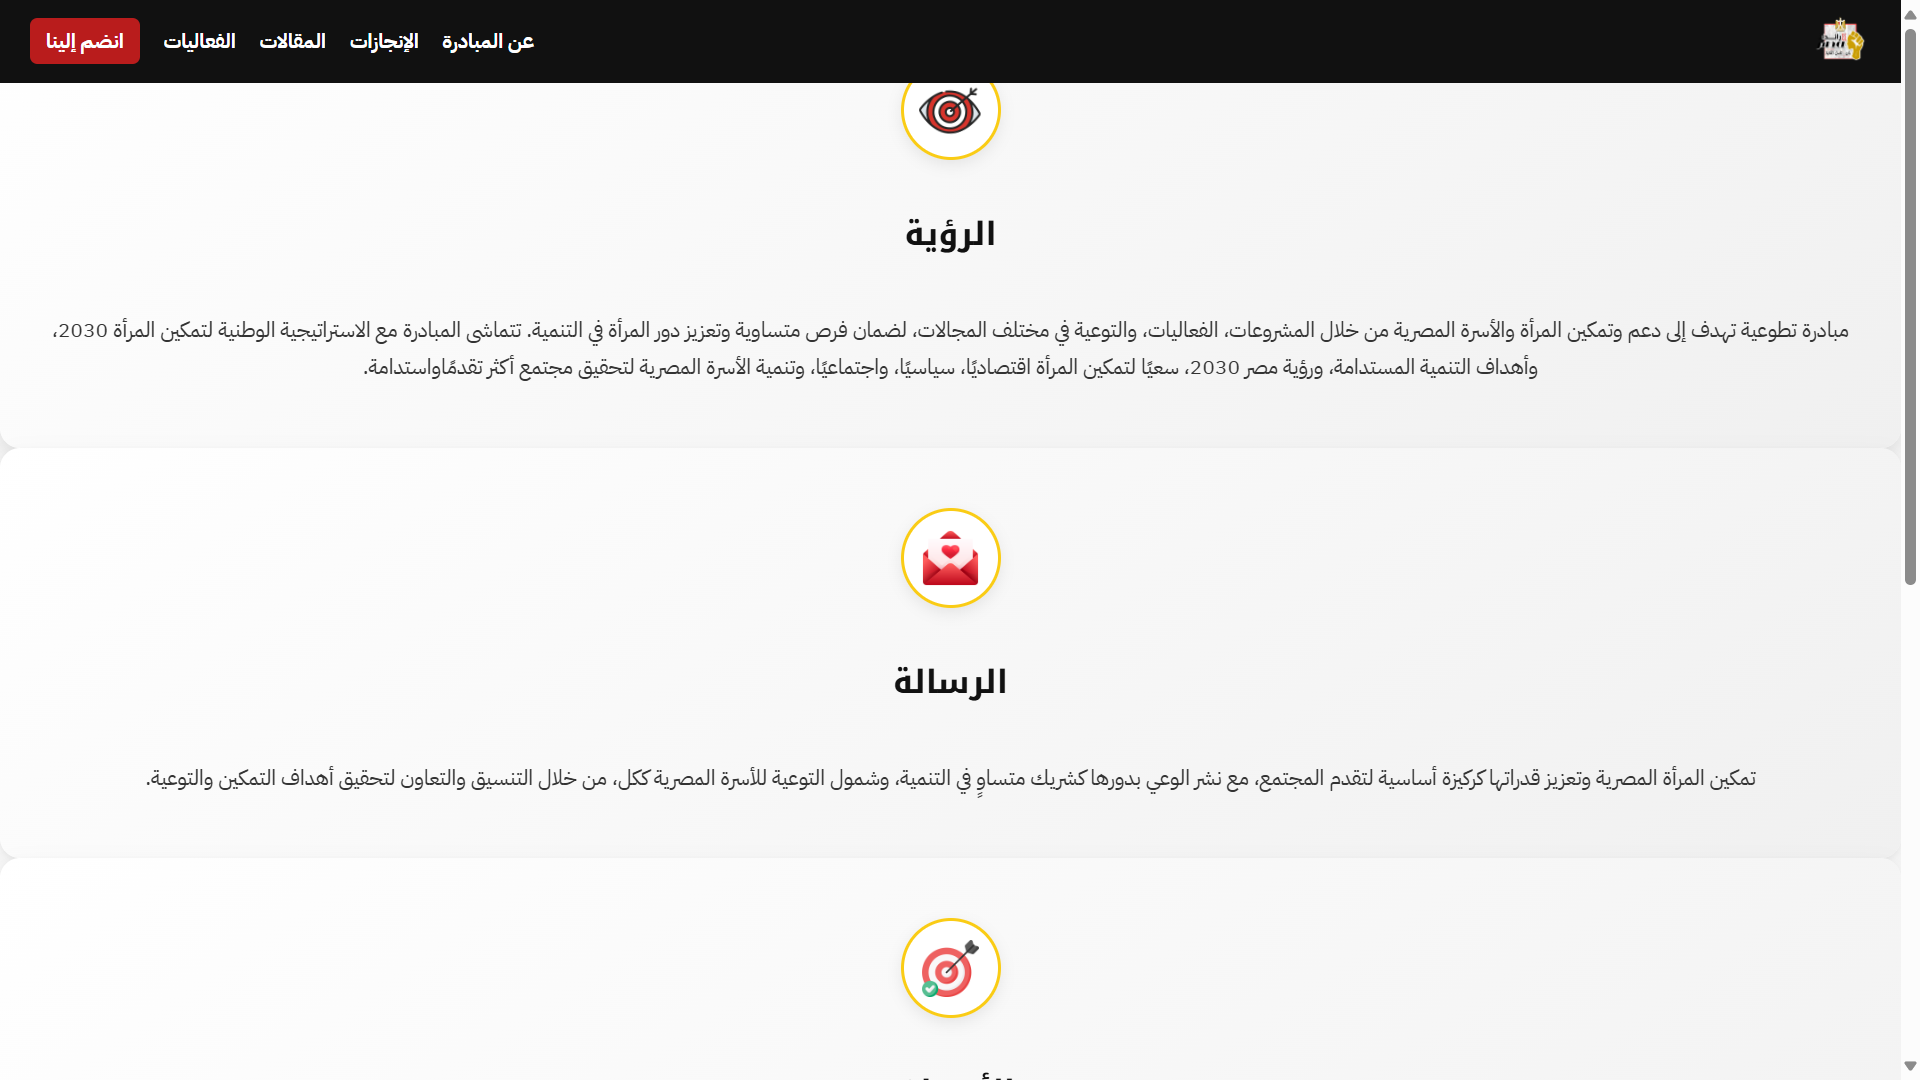 عن المبادرة
الإنجازات
المقالات
الفعاليات
انضم إلينا
الرؤية
مبادرة تطوعية تهدف إلى دعم وتمكين المرأة والأسرة المصرية من خلال المشروعات، الفعاليات، والتوعية في مختلف المجالات، لضمان فرص متساوية وتعزيز دور المرأة في التنمية. تتماشى المبادرة مع الاستراتيجية الوطنية لتمكين المرأة 2030،
وأهداف التنمية المستدامة، ورؤية مصر 2030، سعيًا لتمكين المرأة اقتصاديًا، سياسيًا، واجتماعيًا، وتنمية الأسرة المصرية لتحقيق مجتمع أكثر تقدمًاواستدامة.
الرسالة
تمكين المرأة المصرية وتعزيز قدراتها كركيزة أساسية لتقدم المجتمع، مع نشر الوعي بدورها كشريك متساوٍ في التنمية، وشمول التوعية للأسرة المصرية ككل، من خلال التنسيق والتعاون لتحقيق أهداف التمكين والتوعية.